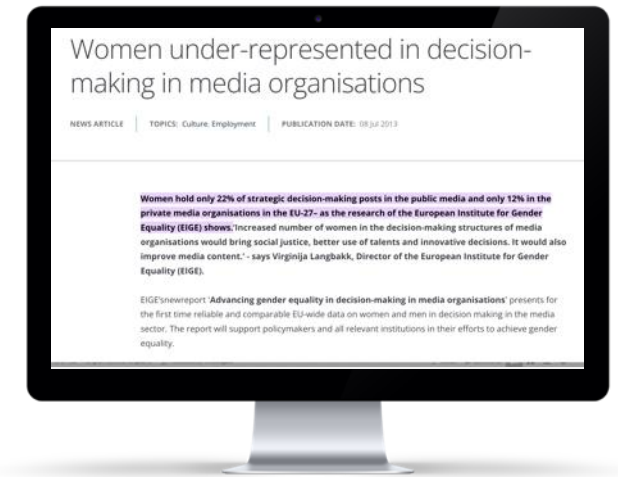 Women under-represented in decision-
making in media organisations
NEWS ARTICLE TOPICS: Culture, Employment PUBLICATION DATE: 08 Jul 2013
Women hold only 22% of strategic decision-making posts in the public media and only 12% in the
private media organisations in the EU-27– as the research of the European Institute for Gender
Equality (EIGE) shows.'Increased number of women in the decision-making structures of media
organisations would bring social justice, better use of talents and innovative decisions. It would also
improve media content.' - says Virginija Langbakk, Director of the European Institute for Gender
Equality (EIGE).
EIGE'snewreport 'Advancing gender equality in decision-making in media organisations' presents for
the first time reliable and comparable EU-wide data on women and men in decision making in the media
sector. The report will support policymakers and all relevant institutions in their efforts to achieve gender
equality.